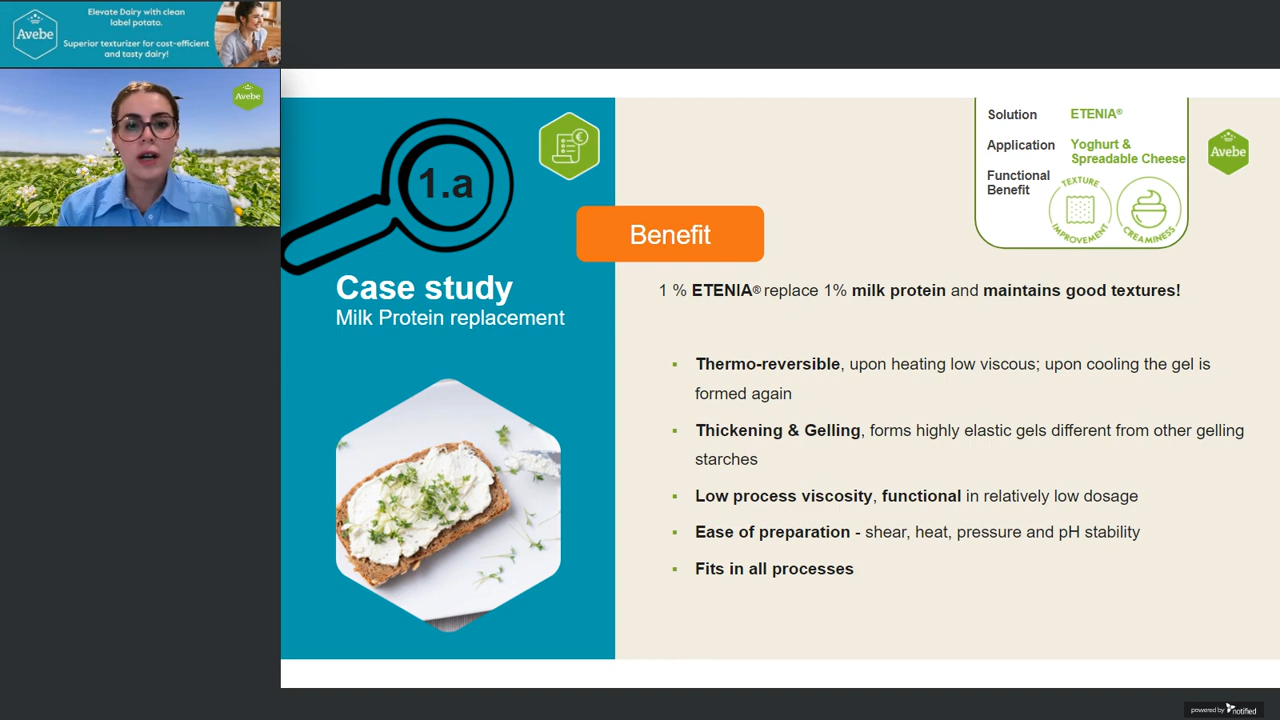 Elevate Dairy with clean
label potato.
Avebe
Superior texturizer for cost-efficient
and tasty dairy!
Avebe
1.a
Case study
Milk Protein replacement
€
Benefit
Solution ETENIA®
Application Yoghurt &
Spreadable Cheese
Functional
Benefit
TEXTURE
IMPROVEMENT
CREAMINESS
Avebe
1 % ETENIA® replace 1% milk protein and maintains good textures!
▪ Thermo-reversible, upon heating low viscous; upon cooling the gel is
formed again
▪ Thickening & Gelling, forms highly elastic gels different from other gelling
starches
▪ Low process viscosity, functional in relatively low dosage
▪ Ease of preparation - shear, heat, pressure and pH stability
▪ Fits in all processes
powered by notified